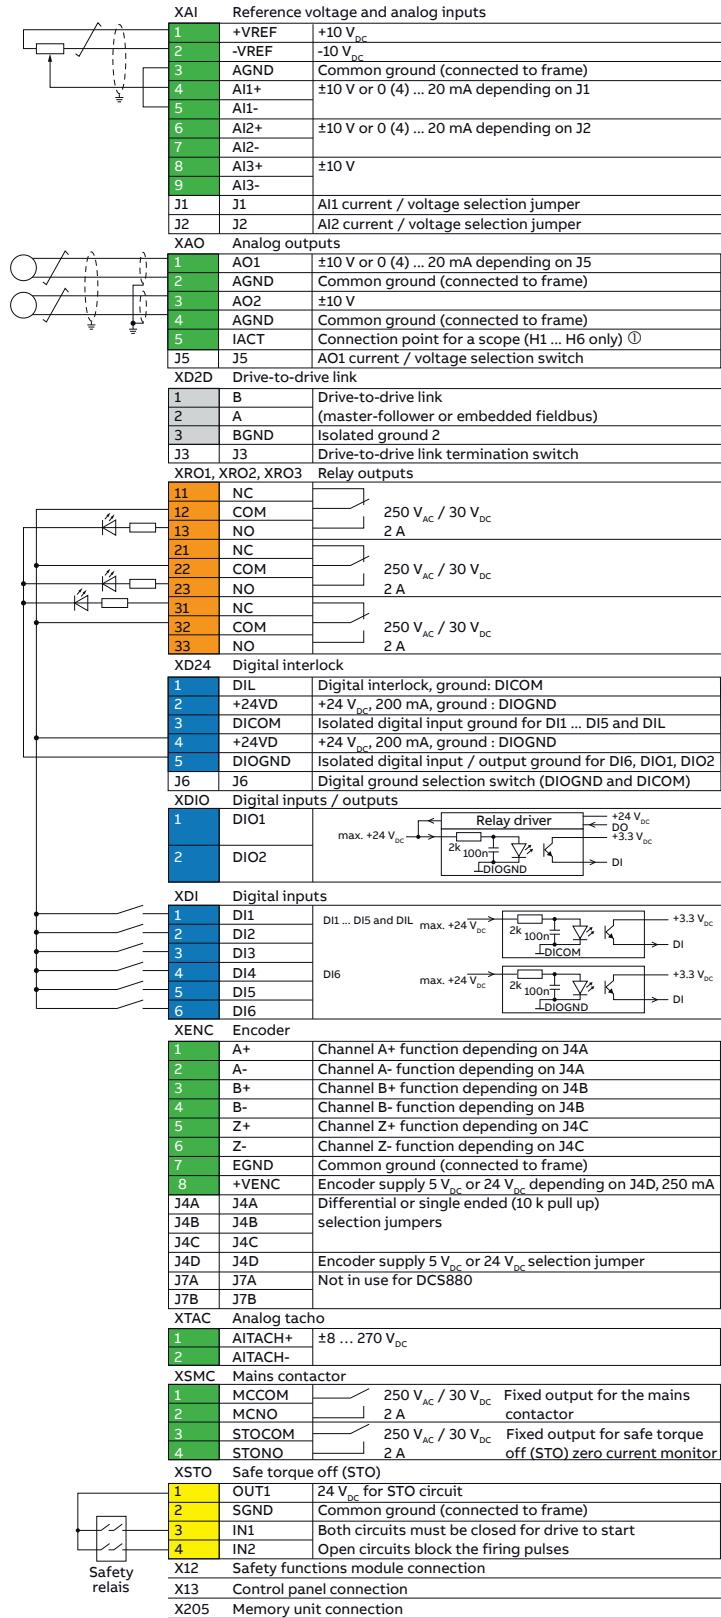 XAI Reference voltage and analog inputs
1 +VREF +10 VDC
2 -VREF -10 VDC
3 AGND Common ground (connected to frame)
4 AI1+ ±10 V or 0 (4) ... 20 mA depending on J1
5 AI1-
6 AI2+ ±10 V or 0 (4) ... 20 mA depending on J2
7 AI2-
8 AI3+ ±10 V
9 AI3-
J1 J1 AI1 current / voltage selection jumper
J2 J2 AI2 current / voltage selection jumper
XAO Analog outputs
1 AO1 ±10 V or 0 (4) ... 20 mA depending on J5
2 AGND Common ground (connected to frame)
3 AO2 ±10 V
4 AGND Common ground (connected to frame)
5 IACT Connection point for a scope (H1 ... H6 only) ①
J5 J5 AO1 current / voltage selection switch
XD2D Drive-to-drive link
1 B Drive-to-drive link
2 A (master-follower or embedded fieldbus)
3 BGND Isolated ground 2
J3 J3 Drive-to-drive link termination switch
XRO1, XRO2, XRO3 Relay outputs
11 NC
12 COM 250 VAC / 30 VDC
13 NO 2 A
21 NC
22 COM 250 VAC / 30 VDC
23 NO 2 A
31 NC
32 COM 250 VAC / 30 VDC
33 NO 2 A
XD24 Digital interlock
1 DIL Digital interlock, ground: DICOM
2 +24VD +24 VDC, 200 mA, ground : DIOGND
3 DICOM Isolated digital input ground for DI1 ... DI5 and DIL
4 +24VD +24 VDC, 200 mA, ground : DIOGND
5 DIOGND Isolated digital input / output ground for DI6, DIO1, DIO2
J6 J6 Digital ground selection switch (DIOGND and DICOM)
XDIO Digital inputs / outputs
1 DIO1 Relay driver +24 VDC
DO
max. +24 VDC +3.3 VDC
2k 100n
2 DIO2 DI
DIOGND
XDI Digital inputs
1 DI1 DI1 ... DI5 and DIL max. +24 VDC +3.3 VDC
2 DI2 2k 100n DI
3 DI3 DICOM
4 DI4 DI6 max. +24 VDC +3.3 VDC
5 DI5 2k 100n DI
6 DI6 DIOGND
XENC Encoder
1 A+ Channel A+ function depending on J4A
2 A- Channel A- function depending on J4A
3 B+ Channel B+ function depending on J4B
4 B- Channel B- function depending on J4B
5 Z+ Channel Z+ function depending on J4C
6 Z- Channel Z- function depending on J4C
7 EGND Common ground (connected to frame)
8 +VENC Encoder supply 5 VDC or 24 VDC depending on J4D, 250 mA
J4A J4A Differential or single ended (10 k pull up)
J4B J4B selection jumpers
J4C J4C
J4D J4D Encoder supply 5 VDC or 24 VDC selection jumper
J7A J7A Not in use for DCS880
J7B J7B
XTAC Analog tacho
1 AITACH+ ±8 ... 270 VDC
2 AITACH-
XSMC Mains contactor
1 MCCOM 250 VAC / 30 VDC Fixed output for the mains
2 MCNO 2 A contactor
3 STOCOM 250 VAC / 30 VDC Fixed output for safe torque
4 STONO 2 A off (STO) zero current monitor
XSTO Safe torque off (STO)
1 OUT1 24 VDC for STO circuit
2 SGND Common ground (connected to frame)
3 IN1 Both circuits must be closed for drive to start
4 IN2 Open circuits block the firing pulses
Safety
relais
X12 Safety functions module connection
X13 Control panel connection
X205 Memory unit connection